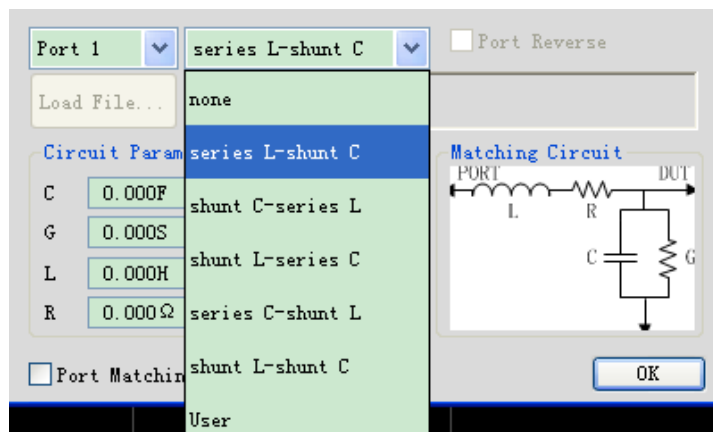 Port 1
series L-shunt C
Port Reverse
Load File...
none
series L-shunt C
shunt C-series L
shunt L-series C
series C-shunt L
shunt L-shunt C
User
Circuit Param
C 0.000F
G 0.000S
L 0.000H
R 0.000Ω
Matching Circuit
PORT DUT
L R
C G
Port Matchin
OK